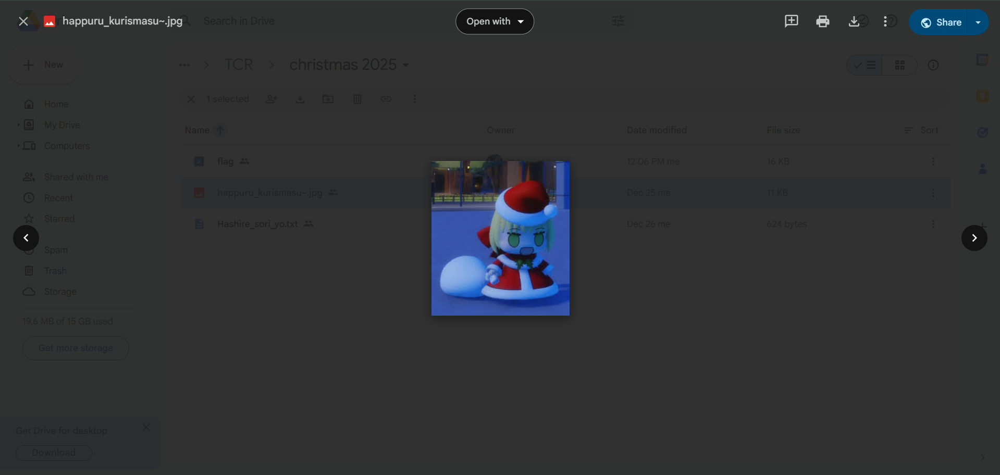 happuru_kurismasu~.jpg
Search in Drive
Open with
Share
New
TCR
christmas 2025
1 selected
Home
My Drive
Computers
Shared with me
Recent
Starred
Spam
Trash
Storage
19.6 MB of 15 GB used
Get more storage
Name
Owner
Date modified
File size
Sort
flag
12:06 PM me
16 KB
happuru_kurismasu~.jpg
Dec 25 me
11 KB
Hashire_sori_yo.txt
Dec 26 me
624 bytes
Get Drive for desktop
Download